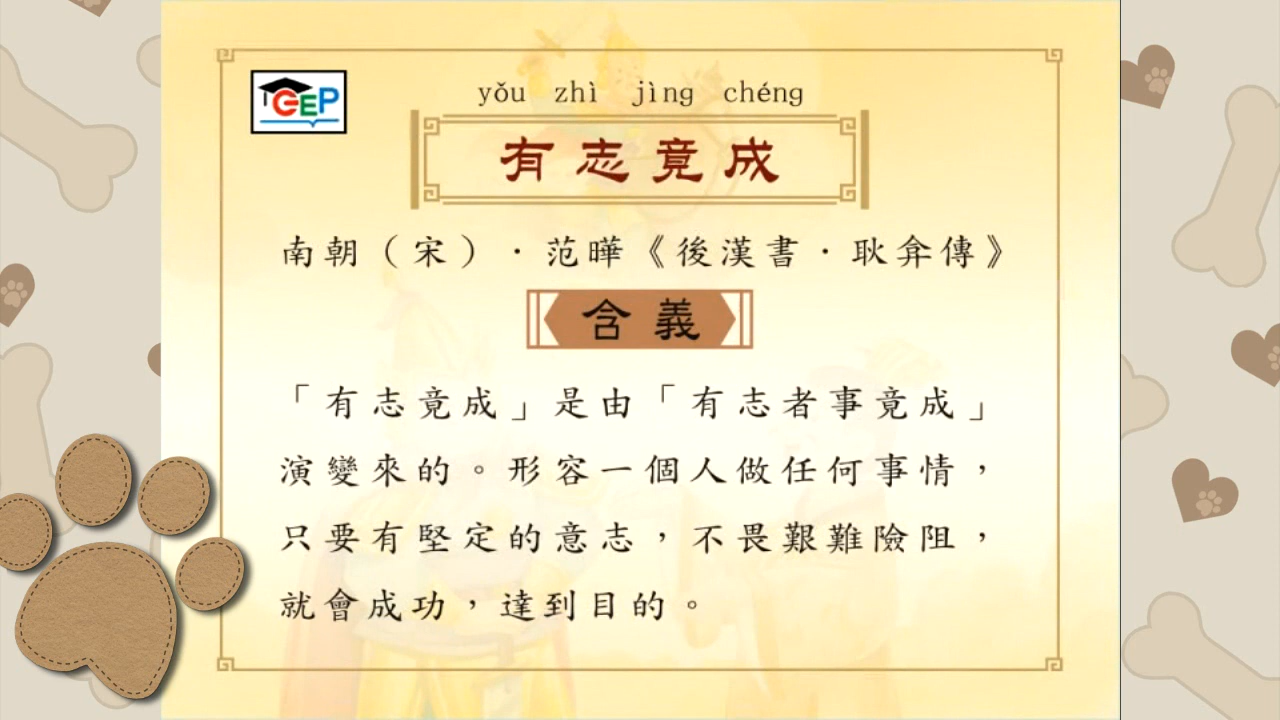 GEP
yǒu zhì jìng chéng
有志竟成
南朝（宋）．范曄《後漢書．耿弇傳》
含義
「有志竟成」是由「有志者事竟成」
演變來的。形容一個人做任何事情，
只要有堅定的意志，不畏艱難險阻，
就會成功，達到目的。